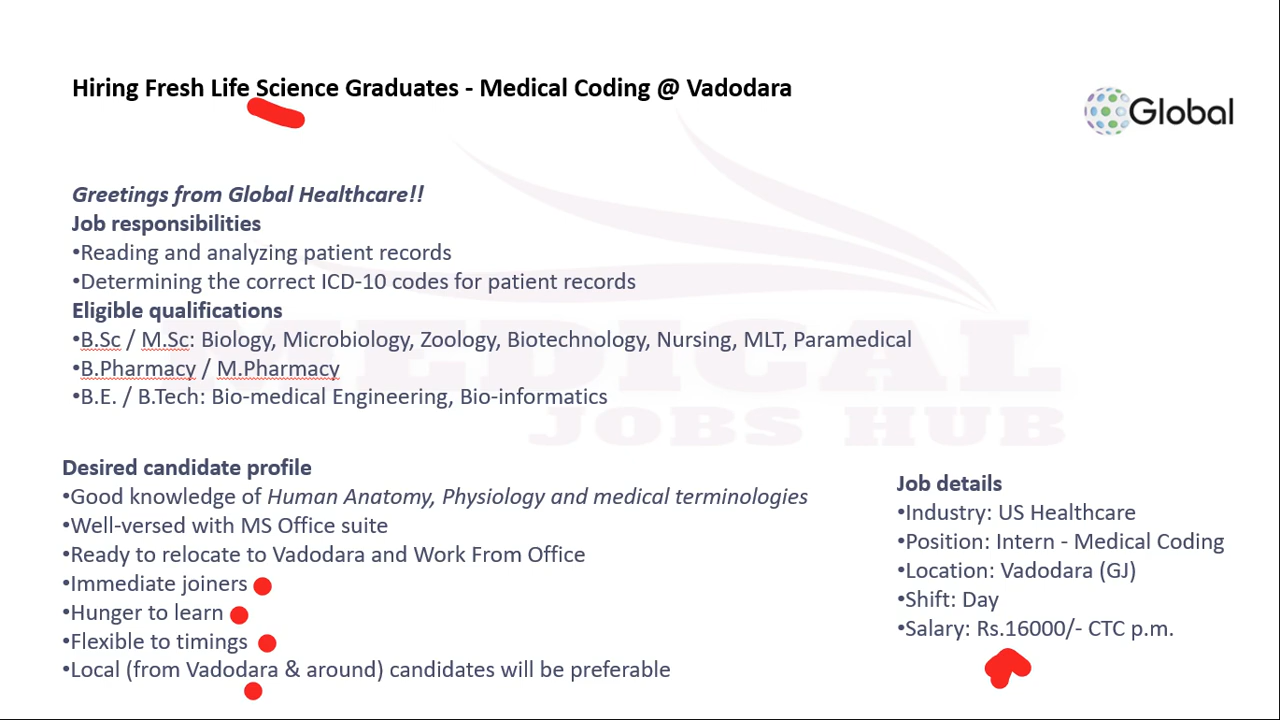 Hiring Fresh Life Science Graduates - Medical Coding @ Vadodara
Global
Greetings from Global Healthcare!!
Job responsibilities
•Reading and analyzing patient records
•Determining the correct ICD-10 codes for patient records
Eligible qualifications
•B.Sc / M.Sc: Biology, Microbiology, Zoology, Biotechnology, Nursing, MLT, Paramedical
•B.Pharmacy / M.Pharmacy
•B.E. / B.Tech: Bio-medical Engineering, Bio-informatics
MEDICAL
JOBS HUB
Desired candidate profile
•Good knowledge of Human Anatomy, Physiology and medical terminologies
•Well-versed with MS Office suite
•Ready to relocate to Vadodara and Work From Office
•Immediate joiners
•Hunger to learn
•Flexible to timings
•Local (from Vadodara & around) candidates will be preferable
Job details
•Industry: US Healthcare
•Position: Intern - Medical Coding
•Location: Vadodara (GJ)
•Shift: Day
•Salary: Rs.16000/- CTC p.m.